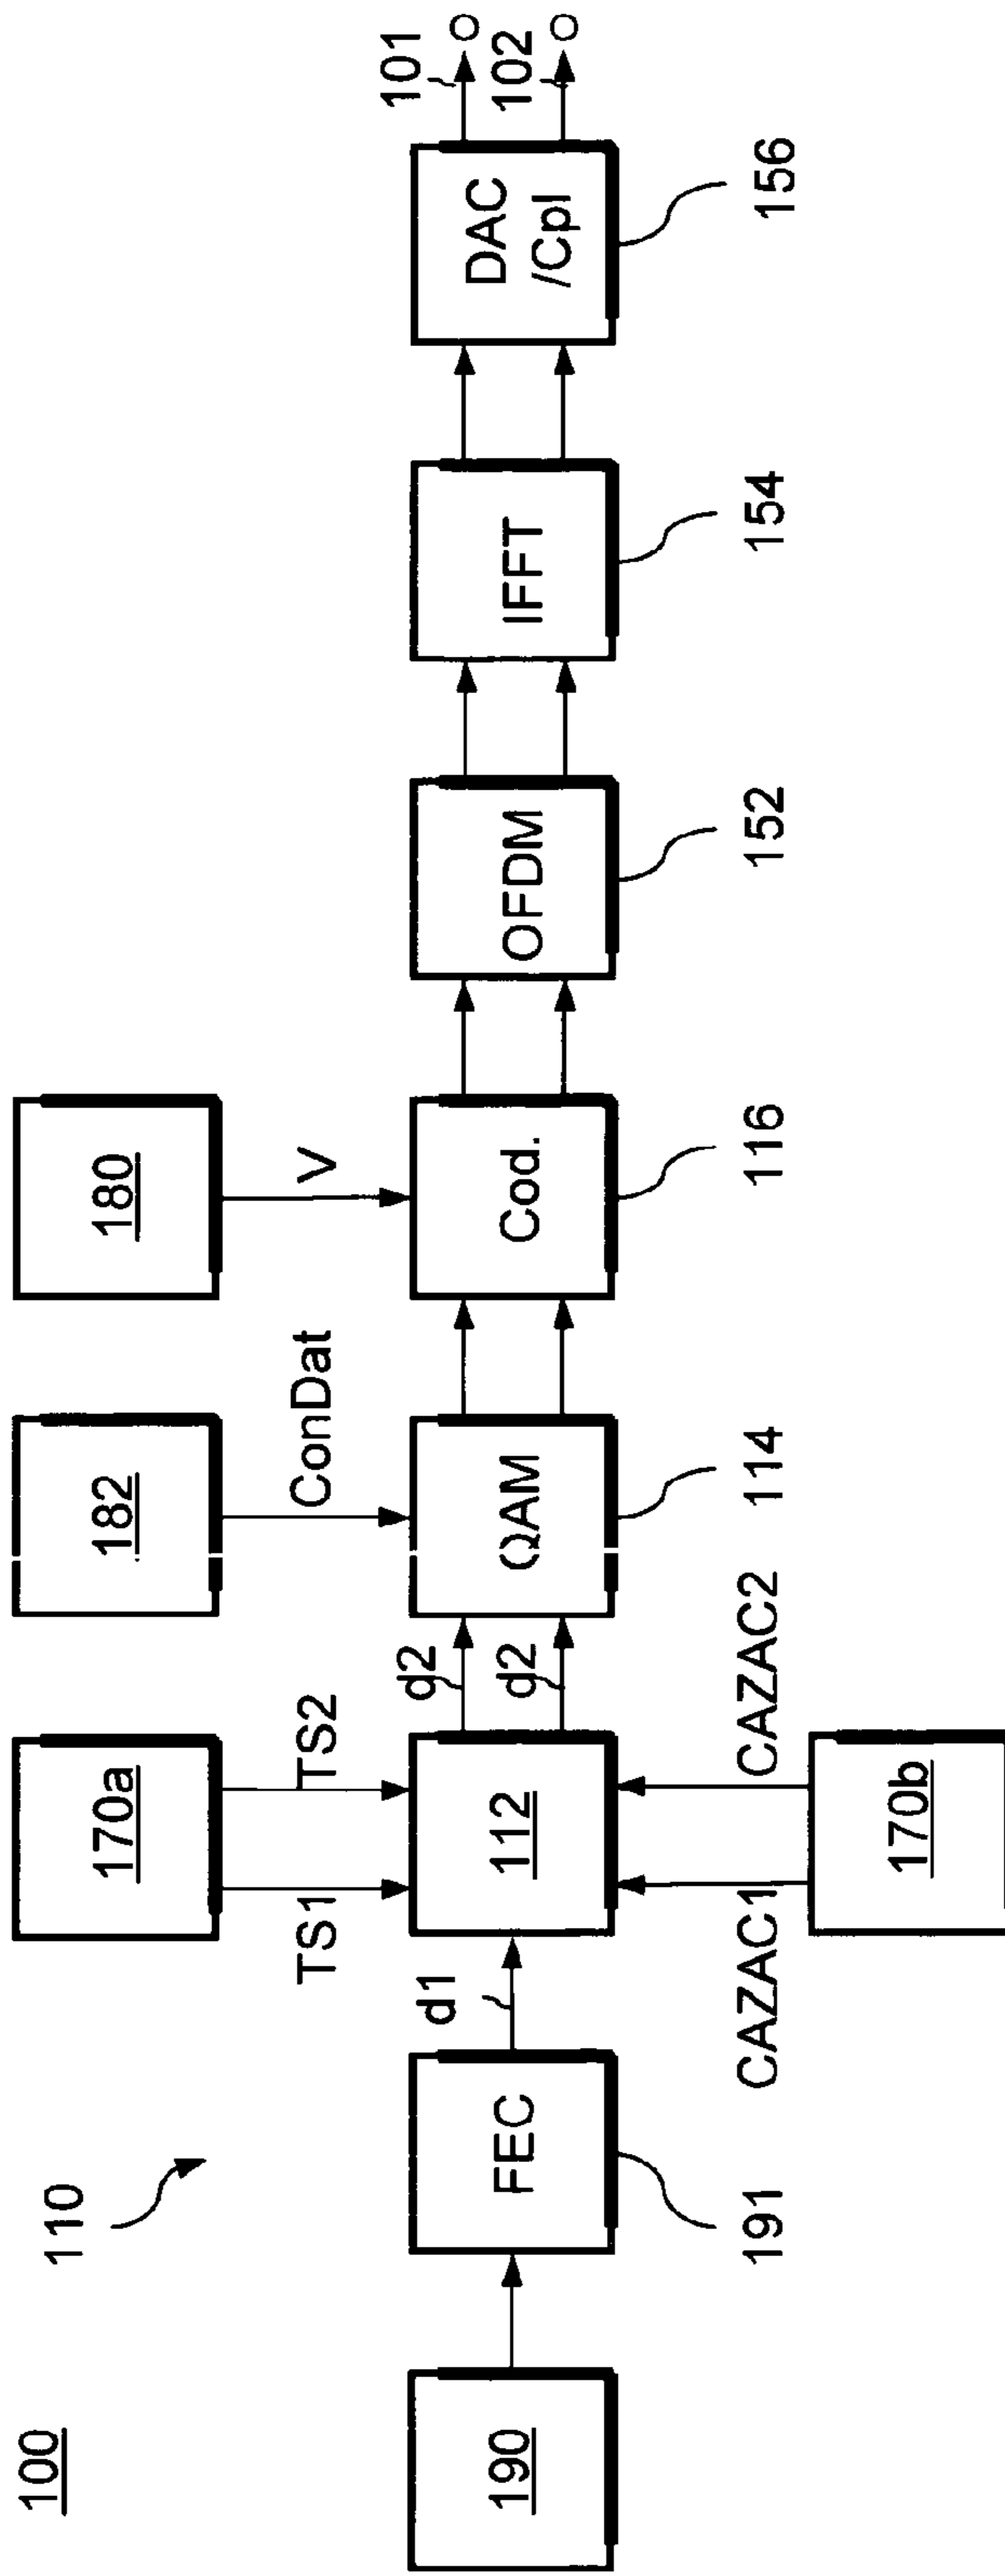 100
110
170a
182
180
TS1
TS2
ConDat
V
190
FEC
d1
112
d2
d2
QAM
Cod.
OFDM
IFFT
DAC
/Cpl
101
102
191
114
116
152
154
156
CAZAC1
CAZAC2
170b